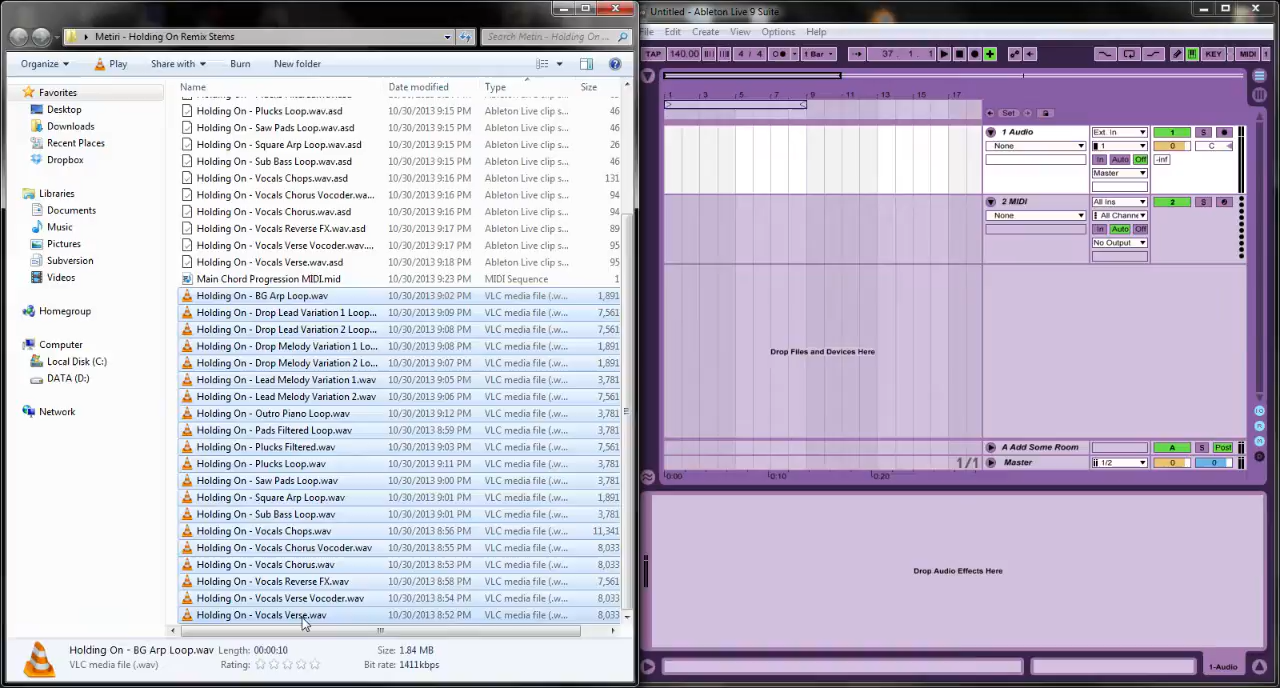 Metiri - Holding On Remix Stems
Search Metiri - Holding On ...
Organize
Play
Share with
Burn
New folder
Favorites
Desktop
Downloads
Recent Places
Dropbox
Libraries
Documents
Music
Pictures
Subversion
Videos
Homegroup
Computer
Local Disk (C:)
DATA (D:)
Network
Name Date modified Type Size
Holding On - Plucks Loop.wav.asd 10/30/2013 9:15 PM Ableton Live clip s... 46
Holding On - Saw Pads Loop.wav.asd 10/30/2013 9:15 PM Ableton Live clip s... 46
Holding On - Square Arp Loop.wav.asd 10/30/2013 9:15 PM Ableton Live clip s... 26
Holding On - Sub Bass Loop.wav.asd 10/30/2013 9:15 PM Ableton Live clip s... 46
Holding On - Vocals Chops.wav.asd 10/30/2013 9:15 PM Ableton Live clip s... 131
Holding On - Vocals Chorus Vocoder.wa... 10/30/2013 9:17 PM Ableton Live clip s... 94
Holding On - Vocals Chorus.wav.asd 10/30/2013 9:17 PM Ableton Live clip s... 94
Holding On - Vocals Reverse FX.wav.asd 10/30/2013 9:17 PM Ableton Live clip s... 89
Holding On - Vocals Verse Vocoder.wav.... 10/30/2013 9:17 PM Ableton Live clip s... 95
Holding On - Vocals Verse.wav.asd 10/30/2013 9:18 PM Ableton Live clip s... 95
Main Chord Progression MIDI.mid 10/30/2013 9:23 PM MIDI Sequence 1
Holding On - BG Arp Loop.wav 10/30/2013 9:02 PM VLC media file (.w... 1,891
Holding On - Drop Lead Variation 1 Loop... 10/30/2013 9:09 PM VLC media file (.w... 7,561
Holding On - Drop Lead Variation 2 Loop... 10/30/2013 9:08 PM VLC media file (.w... 7,561
Holding On - Drop Melody Variation 1 Lo... 10/30/2013 9:08 PM VLC media file (.w... 1,891
Holding On - Drop Melody Variation 2 Lo... 10/30/2013 9:07 PM VLC media file (.w... 1,891
Holding On - Lead Melody Variation 1.wav 10/30/2013 9:05 PM VLC media file (.w... 3,781
Holding On - Lead Melody Variation 2.wav 10/30/2013 9:06 PM VLC media file (.w... 7,561
Holding On - Outro Piano Loop.wav 10/30/2013 9:12 PM VLC media file (.w... 3,781
Holding On - Pads Filtered Loop.wav 10/30/2013 8:59 PM VLC media file (.w... 3,781
Holding On - Plucks Filtered.wav 10/30/2013 9:03 PM VLC media file (.w... 7,561
Holding On - Plucks Loop.wav 10/30/2013 9:11 PM VLC media file (.w... 3,781
Holding On - Saw Pads Loop.wav 10/30/2013 9:00 PM VLC media file (.w... 3,781
Holding On - Square Arp Loop.wav 10/30/2013 9:01 PM VLC media file (.w... 1,891
Holding On - Sub Bass Loop.wav 10/30/2013 9:01 PM VLC media file (.w... 3,781
Holding On - Vocals Chops.wav 10/30/2013 8:56 PM VLC media file (.w... 11,341
Holding On - Vocals Chorus Vocoder.wav 10/30/2013 8:55 PM VLC media file (.w... 8,033
Holding On - Vocals Chorus.wav 10/30/2013 8:53 PM VLC media file (.w... 8,033
Holding On - Vocals Reverse FX.wav 10/30/2013 8:58 PM VLC media file (.w... 7,561
Holding On - Vocals Verse Vocoder.wav 10/30/2013 8:54 PM VLC media file (.w... 8,033
Holding On - Vocals Verse.wav 10/30/2013 8:52 PM VLC media file (.w... 8,033
Holding On - BG Arp Loop.wav Length: 00:00:10 Size: 1.84 MB
VLC media file (.wav) Rating: Bit rate: 1411kbps
Untitled - Ableton Live 9 Suite
File Edit Create View Options Help
TAP 140.00 4 / 4 1 Bar 37. 1. 1 KEY MIDI
1 3 5 7 9 11 13 15 17
Set
1 Audio Ext. In 1 S
None 1 0 C
In Auto Off -inf
Master
2 MIDI All Ins 2 S
None All Channe
In Auto Off
No Output
Drop Files and Devices Here
A Add Some Room A S Post
1/1 Master 1/2 0 0
0:00 0:10 0:20
Drop Audio Effects Here
1-Audio